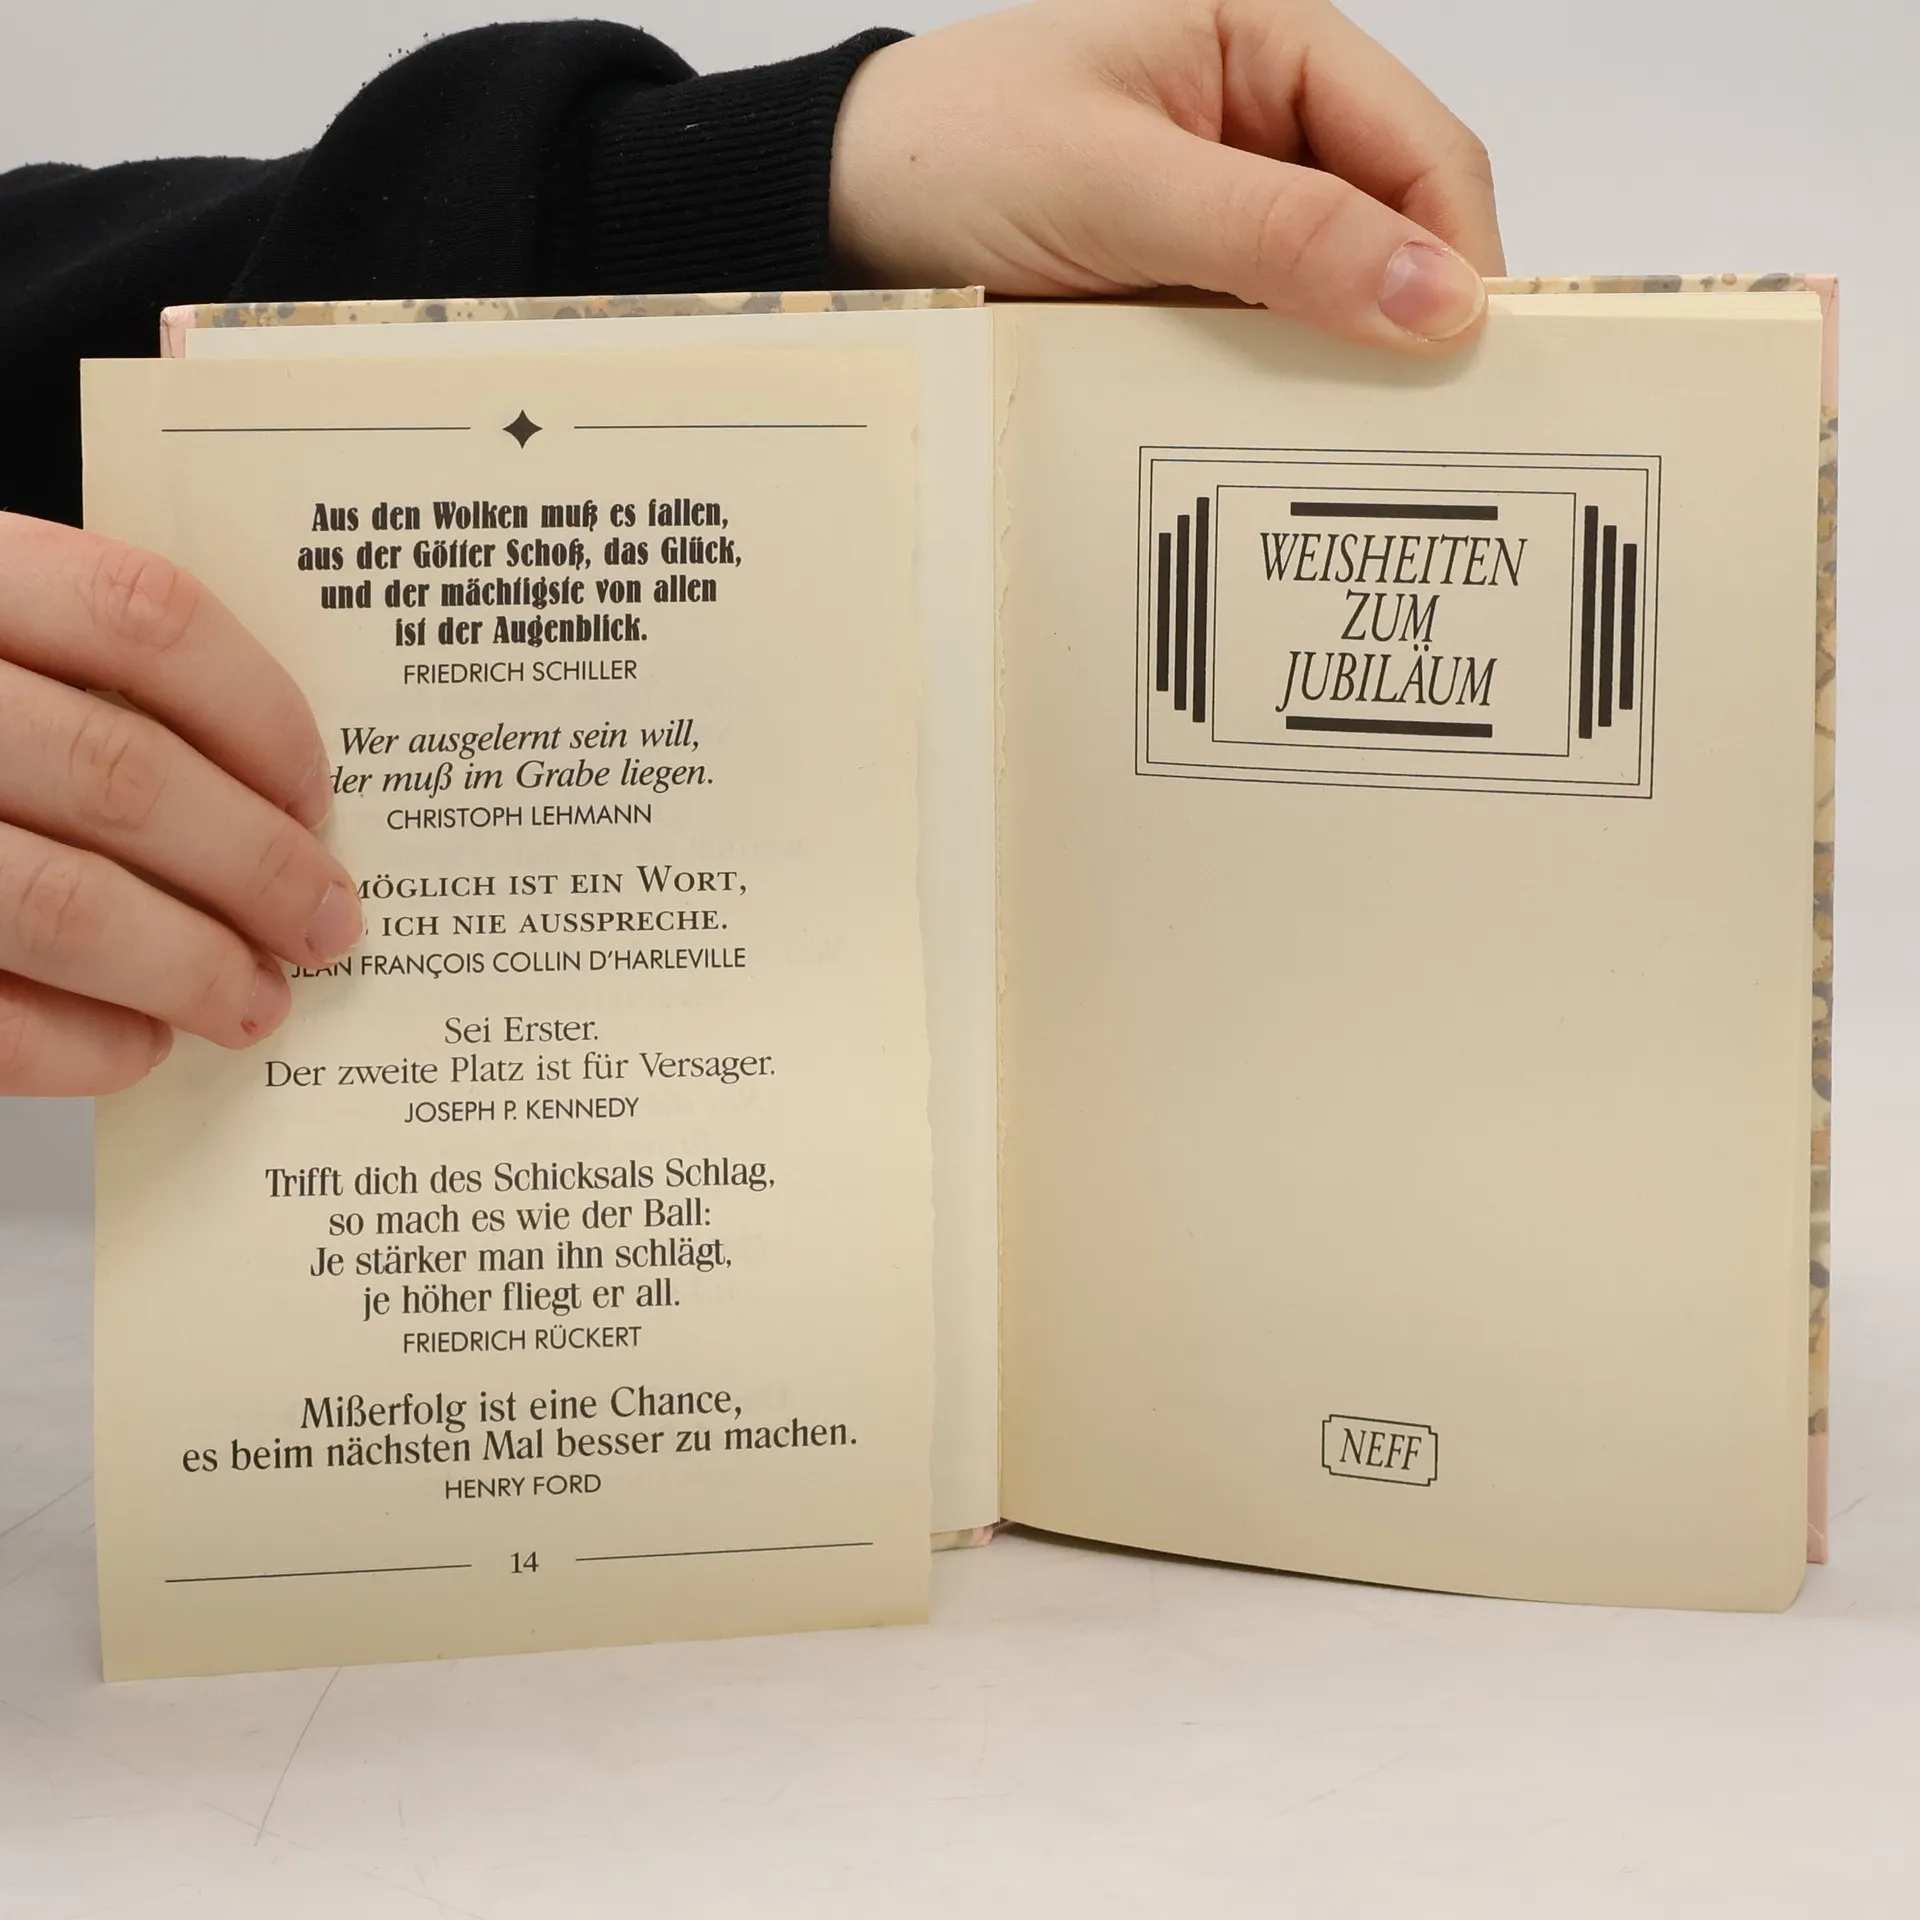 Aus den Wolken muß es fallen,
aus der Götter Schoß, das Glück,
und der mächtigste von allen
ist der Augenblick.
FRIEDRICH SCHILLER
Wer ausgelernt sein will,
der muß im Grabe liegen.
CHRISTOPH LEHMANN
MÖGLICH IST EIN WORT,
ICH NIE AUSSPRECHE.
JEAN FRANÇOIS COLLIN D'HARLEVILLE
Sei Erster.
Der zweite Platz ist für Versager.
JOSEPH P. KENNEDY
Trifft dich des Schicksals Schlag,
so mach es wie der Ball:
Je stärker man ihn schlägt,
je höher fliegt er all.
FRIEDRICH RÜCKERT
Mißerfolg ist eine Chance,
es beim nächsten Mal besser zu machen.
HENRY FORD
14
WEISHEITEN
ZUM
JUBILÄUM
NEFF